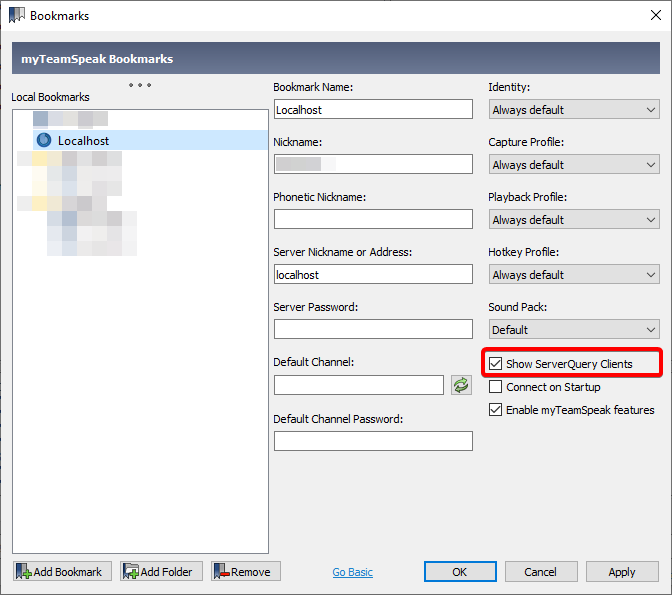 Bookmarks
myTeamSpeak Bookmarks
Local Bookmarks
Localhost
Bookmark Name:
Localhost
Nickname:
Phonetic Nickname:
Server Nickname or Address:
localhost
Server Password:
Default Channel:
Default Channel Password:
Identity:
Always default
Capture Profile:
Always default
Playback Profile:
Always default
Hotkey Profile:
Always default
Sound Pack:
Default
Show ServerQuery Clients
Connect on Startup
Enable myTeamSpeak features
Add Bookmark
Add Folder
Remove
Go Basic
OK
Cancel
Apply